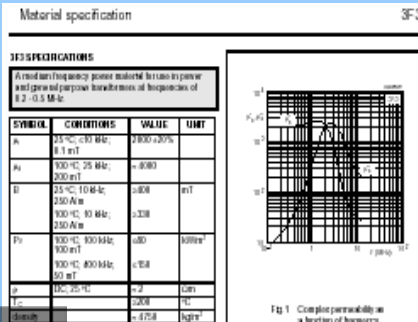 Material specification
3F3
3F3 SPECIFICATIONS
A medium frequency power material for use in power
and general purpose transformers at frequencies of
0.2 - 0.5 MHz.
SYMBOL CONDITIONS VALUE UNIT
25 °C; ≤10 kHz; 2000 ±20%
0.1 mT
100 °C; 25 kHz; ≈ 4000
200 mT
B 25 °C; 10 kHz; ≥400 mT
250 A/m
100 °C; 10 kHz; ≥330
250 A/m
100 °C; 100 kHz; ≤80 kW/m³
100 mT
100 °C; 400 kHz; ≤150
50 mT
ρ DC; 25 °C ≈ 2 Ωm
≥200 °C
density ≈ 4750 kg/m³
f (MHz)
Fig.1 Complex permeability as
a function of frequency